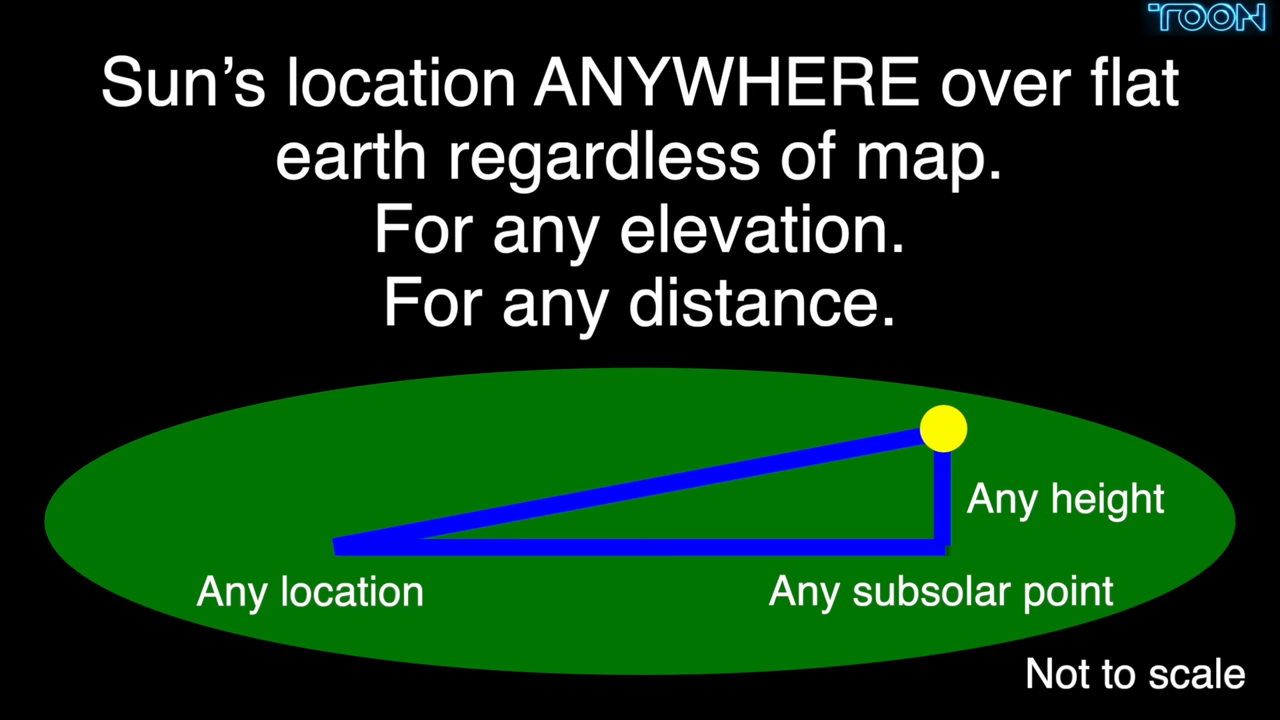 TOON
Sun’s location ANYWHERE over flat
earth regardless of map.
For any elevation.
For any distance.
Any height
Any location
Any subsolar point
Not to scale